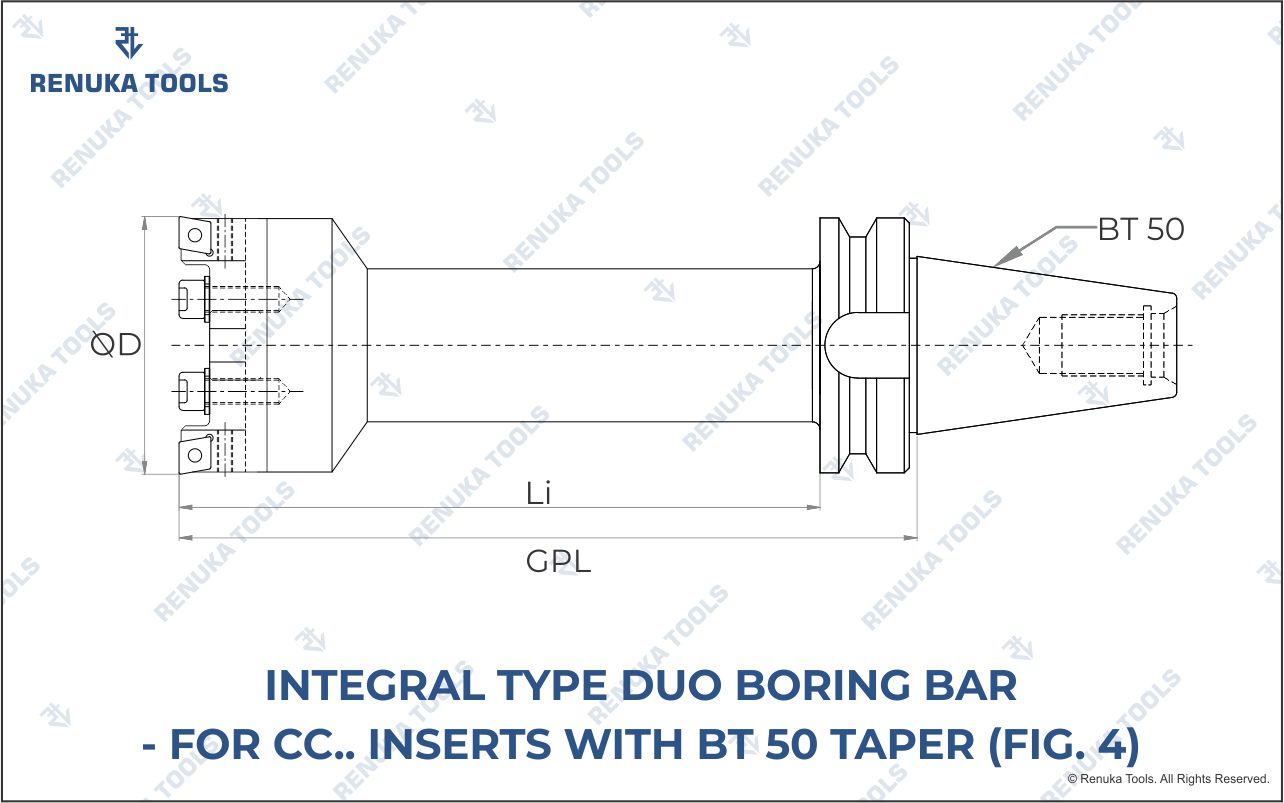 RENUKA TOOLS
BT 50
ØD
Li
GPL
INTEGRAL TYPE DUO BORING BAR
- FOR CC.. INSERTS WITH BT 50 TAPER (FIG. 4)
© Renuka Tools. All Rights Reserved.